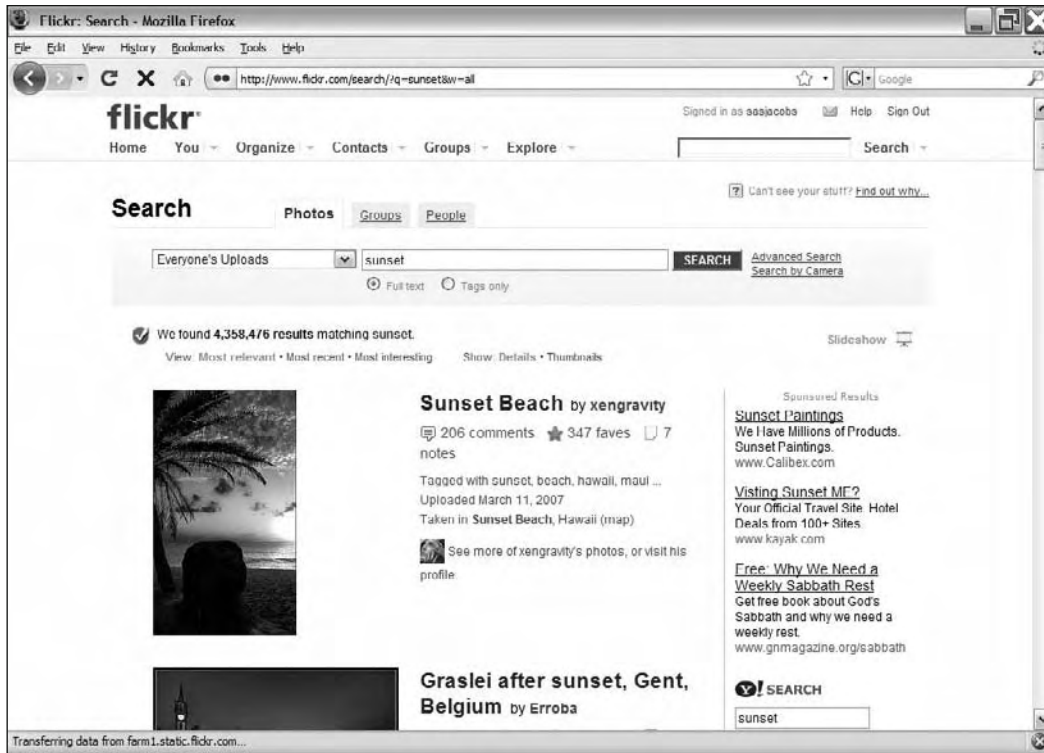 Flickr: Search - Mozilla Firefox
File Edit View History Bookmarks Tools Help
http://www.flickr.com/search/?q=sunset&w=all
Google
flickr
Signed in as sasjacobs Help Sign Out
Home You Organize Contacts Groups Explore Search
Can't see your stuff? Find out why...
Search Photos Groups People
Everyone's Uploads sunset SEARCH Advanced Search
Search by Camera
Full text Tags only
We found 4,358,476 results matching sunset.
Slideshow
View: Most relevant • Most recent • Most interesting Show: Details • Thumbnails
Sunset Beach by xengravity
206 comments 347 faves 7
notes
Tagged with sunset, beach, hawaii, maui ...
Uploaded March 11, 2007
Taken in Sunset Beach, Hawaii (map)
See more of xengravity's photos, or visit his
profile
Graslei after sunset, Gent,
Belgium by Erroba
Sponsored Results
Sunset Paintings
We Have Millions of Products.
Sunset Paintings.
www.Calibex.com
Visting Sunset ME?
Your Official Travel Site. Hotel
Deals from 100+ Sites
www.kayak.com
Free: Why We Need a
Weekly Sabbath Rest
Get free book about God's
Sabbath and why we need a
weekly rest.
www.gnmagazine.org/sabbath
Y! SEARCH
sunset
Transferring data from farm1.static.flickr.com...